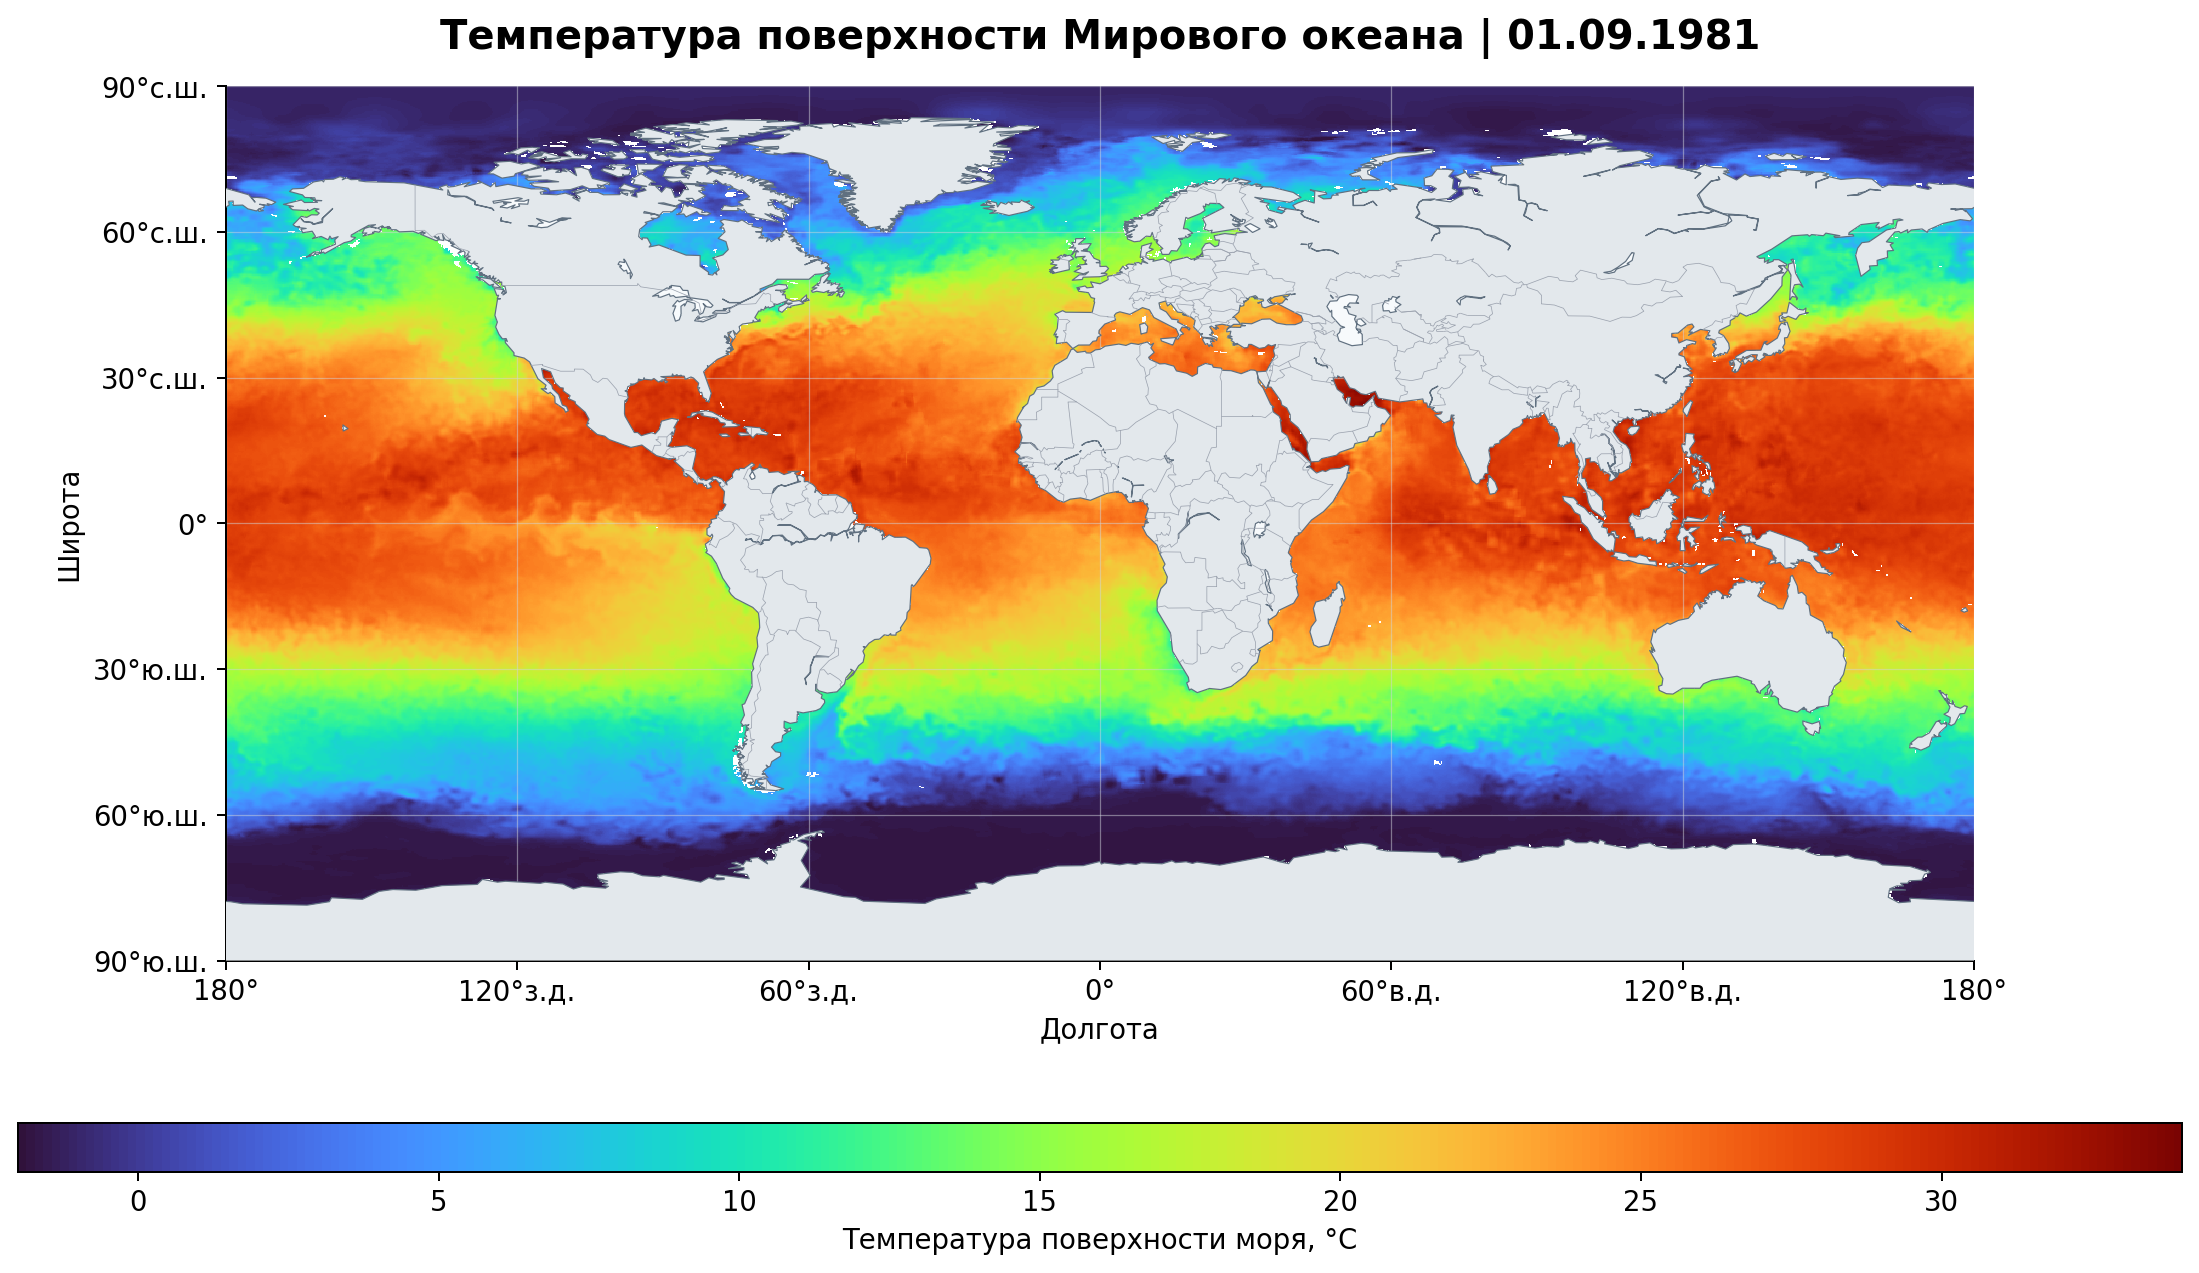 Температура поверхности Мирового океана | 01.09.1981
90°с.ш.
60°с.ш.
30°с.ш.
0°
30°ю.ш.
60°ю.ш.
90°ю.ш.
Широта
180° 120°з.д. 60°з.д. 0° 60°в.д. 120°в.д. 180°
Долгота
0 5 10 15 20 25 30
Температура поверхности моря, °C